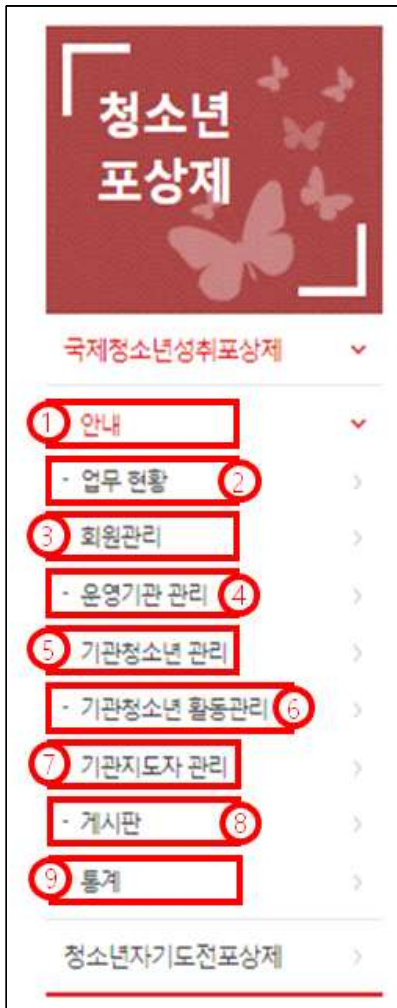 청소년
포상제
국제청소년성취포상제
① 안내
- 업무 현황 ②
③ 회원관리
- 운영기관 관리 ④
⑤ 기관청소년 관리
- 기관청소년 활동관리 ⑥
⑦ 기관지도자 관리
- 게시판 ⑧
⑨ 통계
청소년자기도전포상제